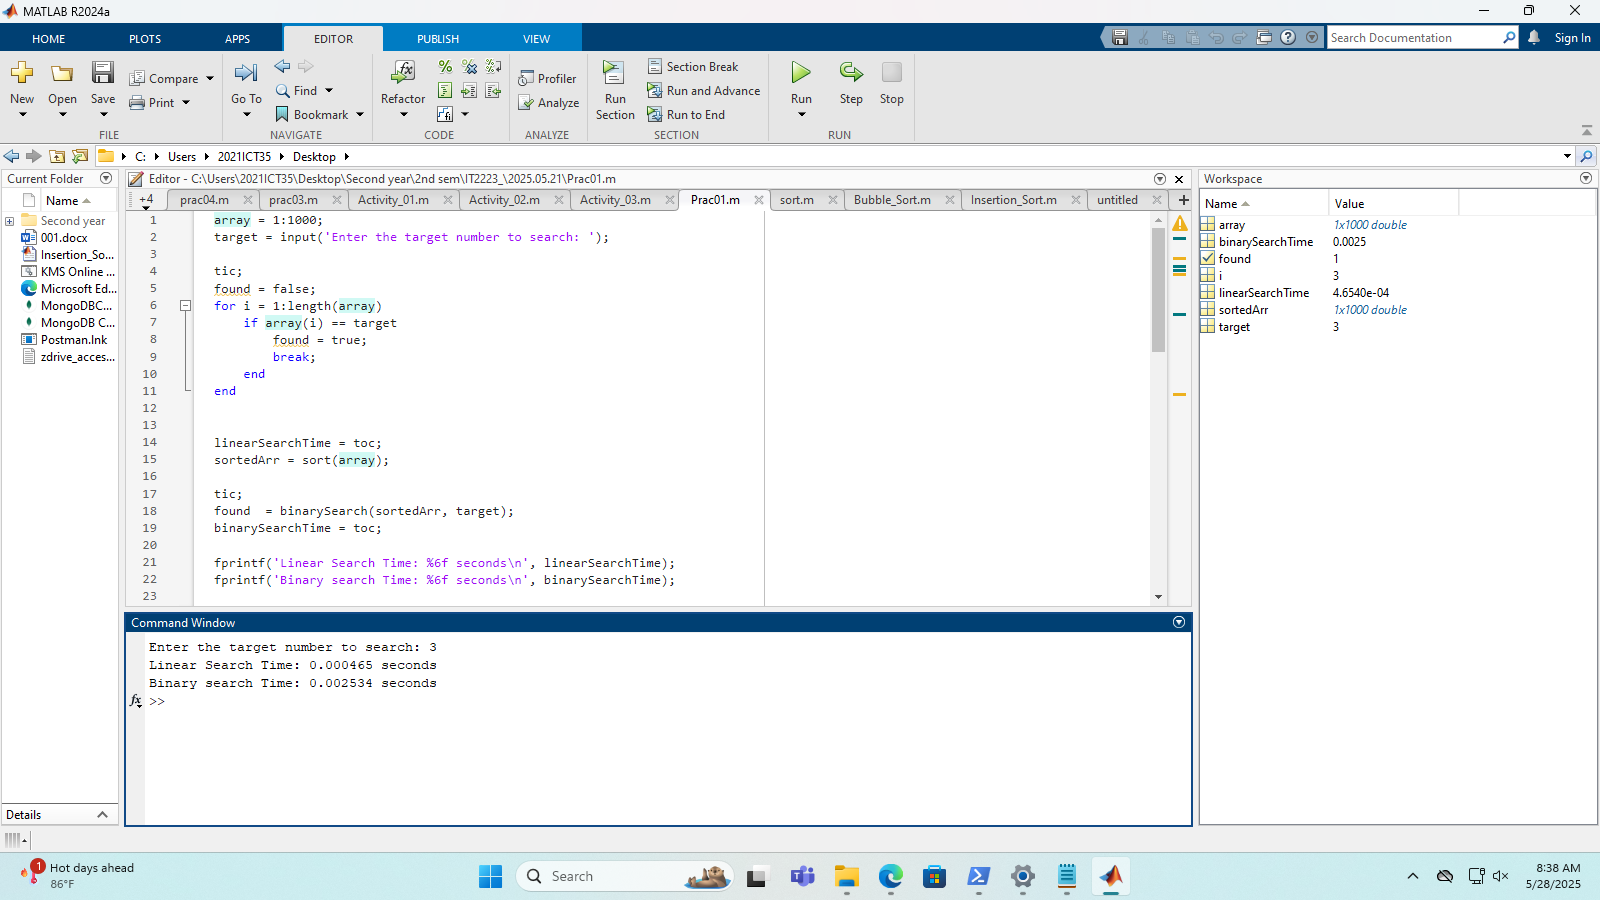 MATLAB R2024a
HOME PLOTS APPS EDITOR PUBLISH VIEW
Search Documentation
Sign In
New Open Save
Compare
Print
FILE
Go To
Find
Bookmark
NAVIGATE
Refactor
CODE
Profiler
Analyze
ANALYZE
Run Section
Section Break
Run and Advance
Run to End
SECTION
Run Step Stop
RUN
C: Users 2021ICT35 Desktop
Current Folder
Name
Second year
001.docx
Insertion_So...
KMS Online ...
Microsoft Ed...
MongoDBC...
MongoDB C...
Postman.lnk
zdrive_acces...
Details
Editor - C:\Users\2021ICT35\Desktop\Second year\2nd sem\IT2223_\2025.05.21\Prac01.m
+4 prac04.m prac03.m Activity_01.m Activity_02.m Activity_03.m Prac01.m sort.m Bubble_Sort.m Insertion_Sort.m untitled
1 array = 1:1000;
2 target = input('Enter the target number to search: ');
3
4 tic;
5 found = false;
6 for i = 1:length(array)
7 if array(i) == target
8 found = true;
9 break;
10 end
11 end
12
13
14 linearSearchTime = toc;
15 sortedArr = sort(array);
16
17 tic;
18 found  = binarySearch(sortedArr, target);
19 binarySearchTime = toc;
20
21 fprintf('Linear Search Time: %6f seconds\n', linearSearchTime);
22 fprintf('Binary search Time: %6f seconds\n', binarySearchTime);
23
Command Window
Enter the target number to search: 3
Linear Search Time: 0.000465 seconds
Binary search Time: 0.002534 seconds
fx >>
Workspace
Name Value
array 1x1000 double
binarySearchTime 0.0025
found 1
i 3
linearSearchTime 4.6540e-04
sortedArr 1x1000 double
target 3
1
Hot days ahead
86°F
Search
8:38 AM
5/28/2025